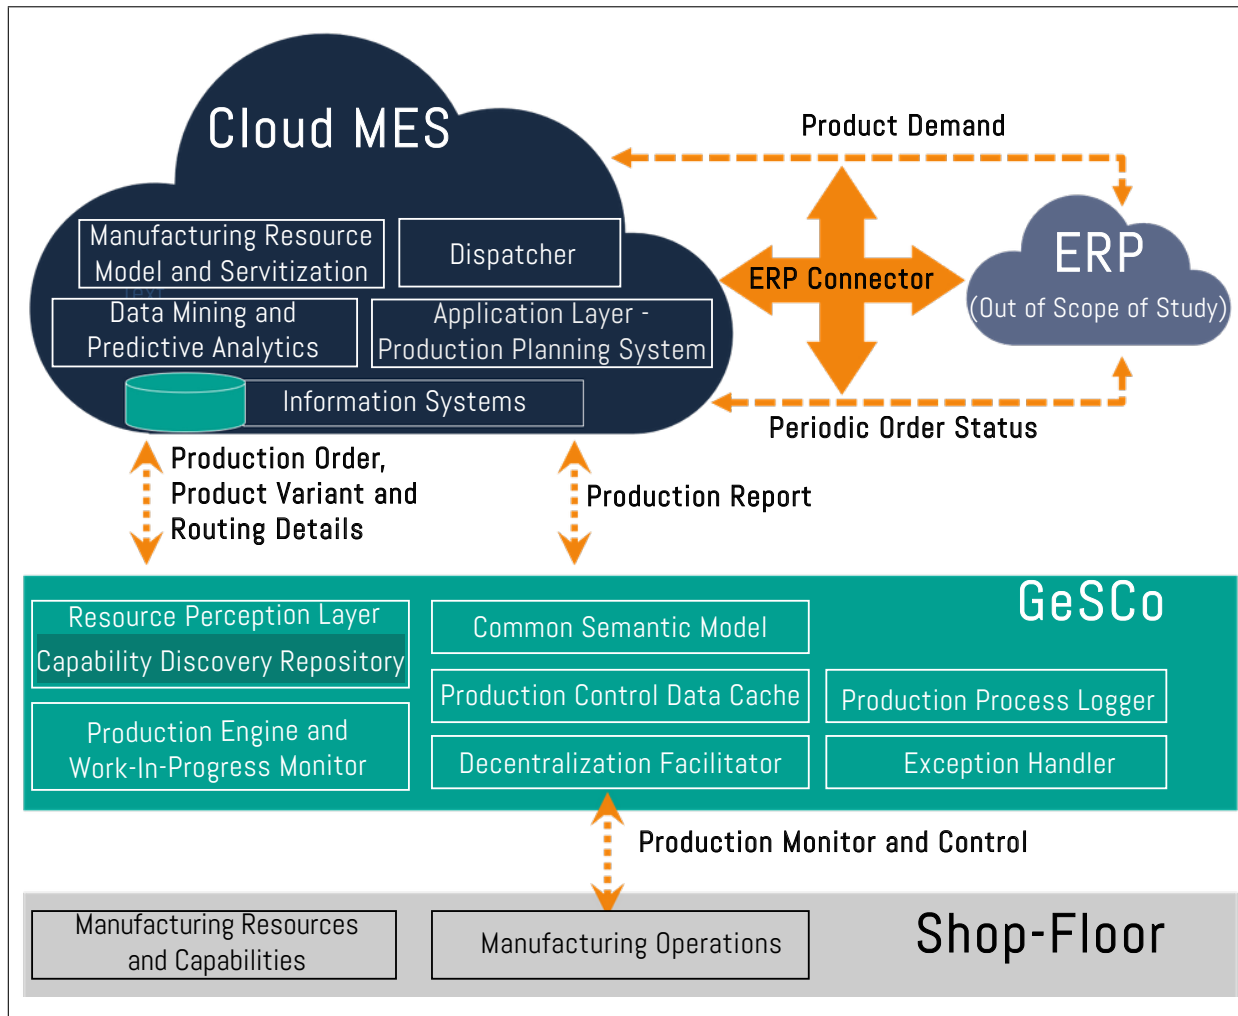 Cloud MES
Product Demand
Manufacturing Resource
Model and Servitization
Dispatcher
ERP
(Out of Scope of Study)
ERP Connector
Text
Data Mining and
Predictive Analytics
Application Layer -
Production Planning System
Information Systems
Periodic Order Status
Production Order,
Product Variant and
Routing Details
Production Report
GeSCo
Resource Perception Layer
Capability Discovery Repository
Common Semantic Model
Production Control Data Cache
Production Process Logger
Production Engine and
Work-In-Progress Monitor
Decentralization Facilitator
Exception Handler
Production Monitor and Control
Manufacturing Resources
and Capabilities
Manufacturing Operations
Shop-Floor